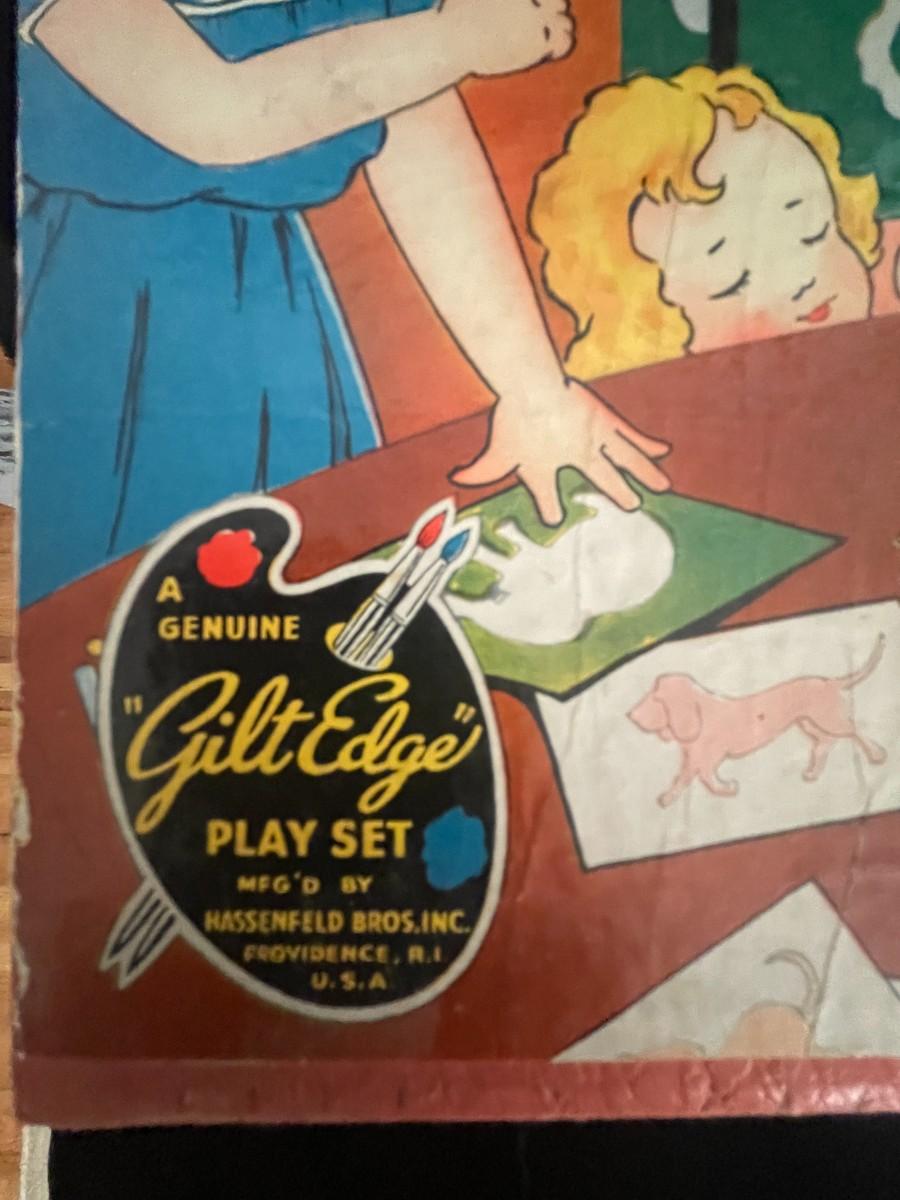 A
GENUINE
"Gilt Edge"
PLAY SET
MFG'D BY
HASSENFELD BROS. INC.
PROVIDENCE, R.I.
U.S.A